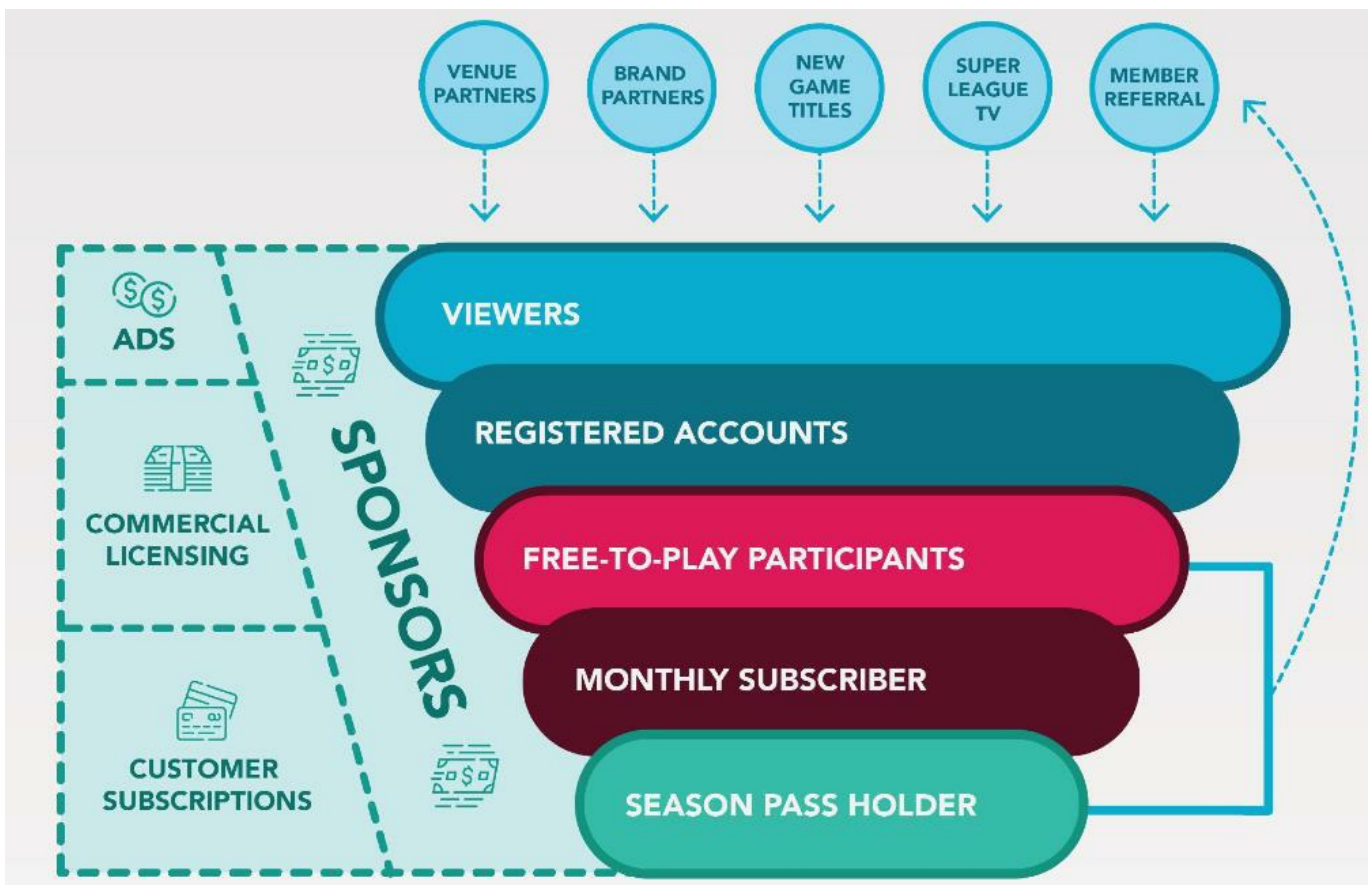 VENUE
PARTNERS
BRAND
PARTNERS
NEW
GAME
TITLES
SUPER
LEAGUE
TV
MEMBER
REFERRAL
ADS
COMMERCIAL
LICENSING
CUSTOMER
SUBSCRIPTIONS
SPONSORS
VIEWERS
REGISTERED ACCOUNTS
FREE-TO-PLAY PARTICIPANTS
MONTHLY SUBSCRIBER
SEASON PASS HOLDER